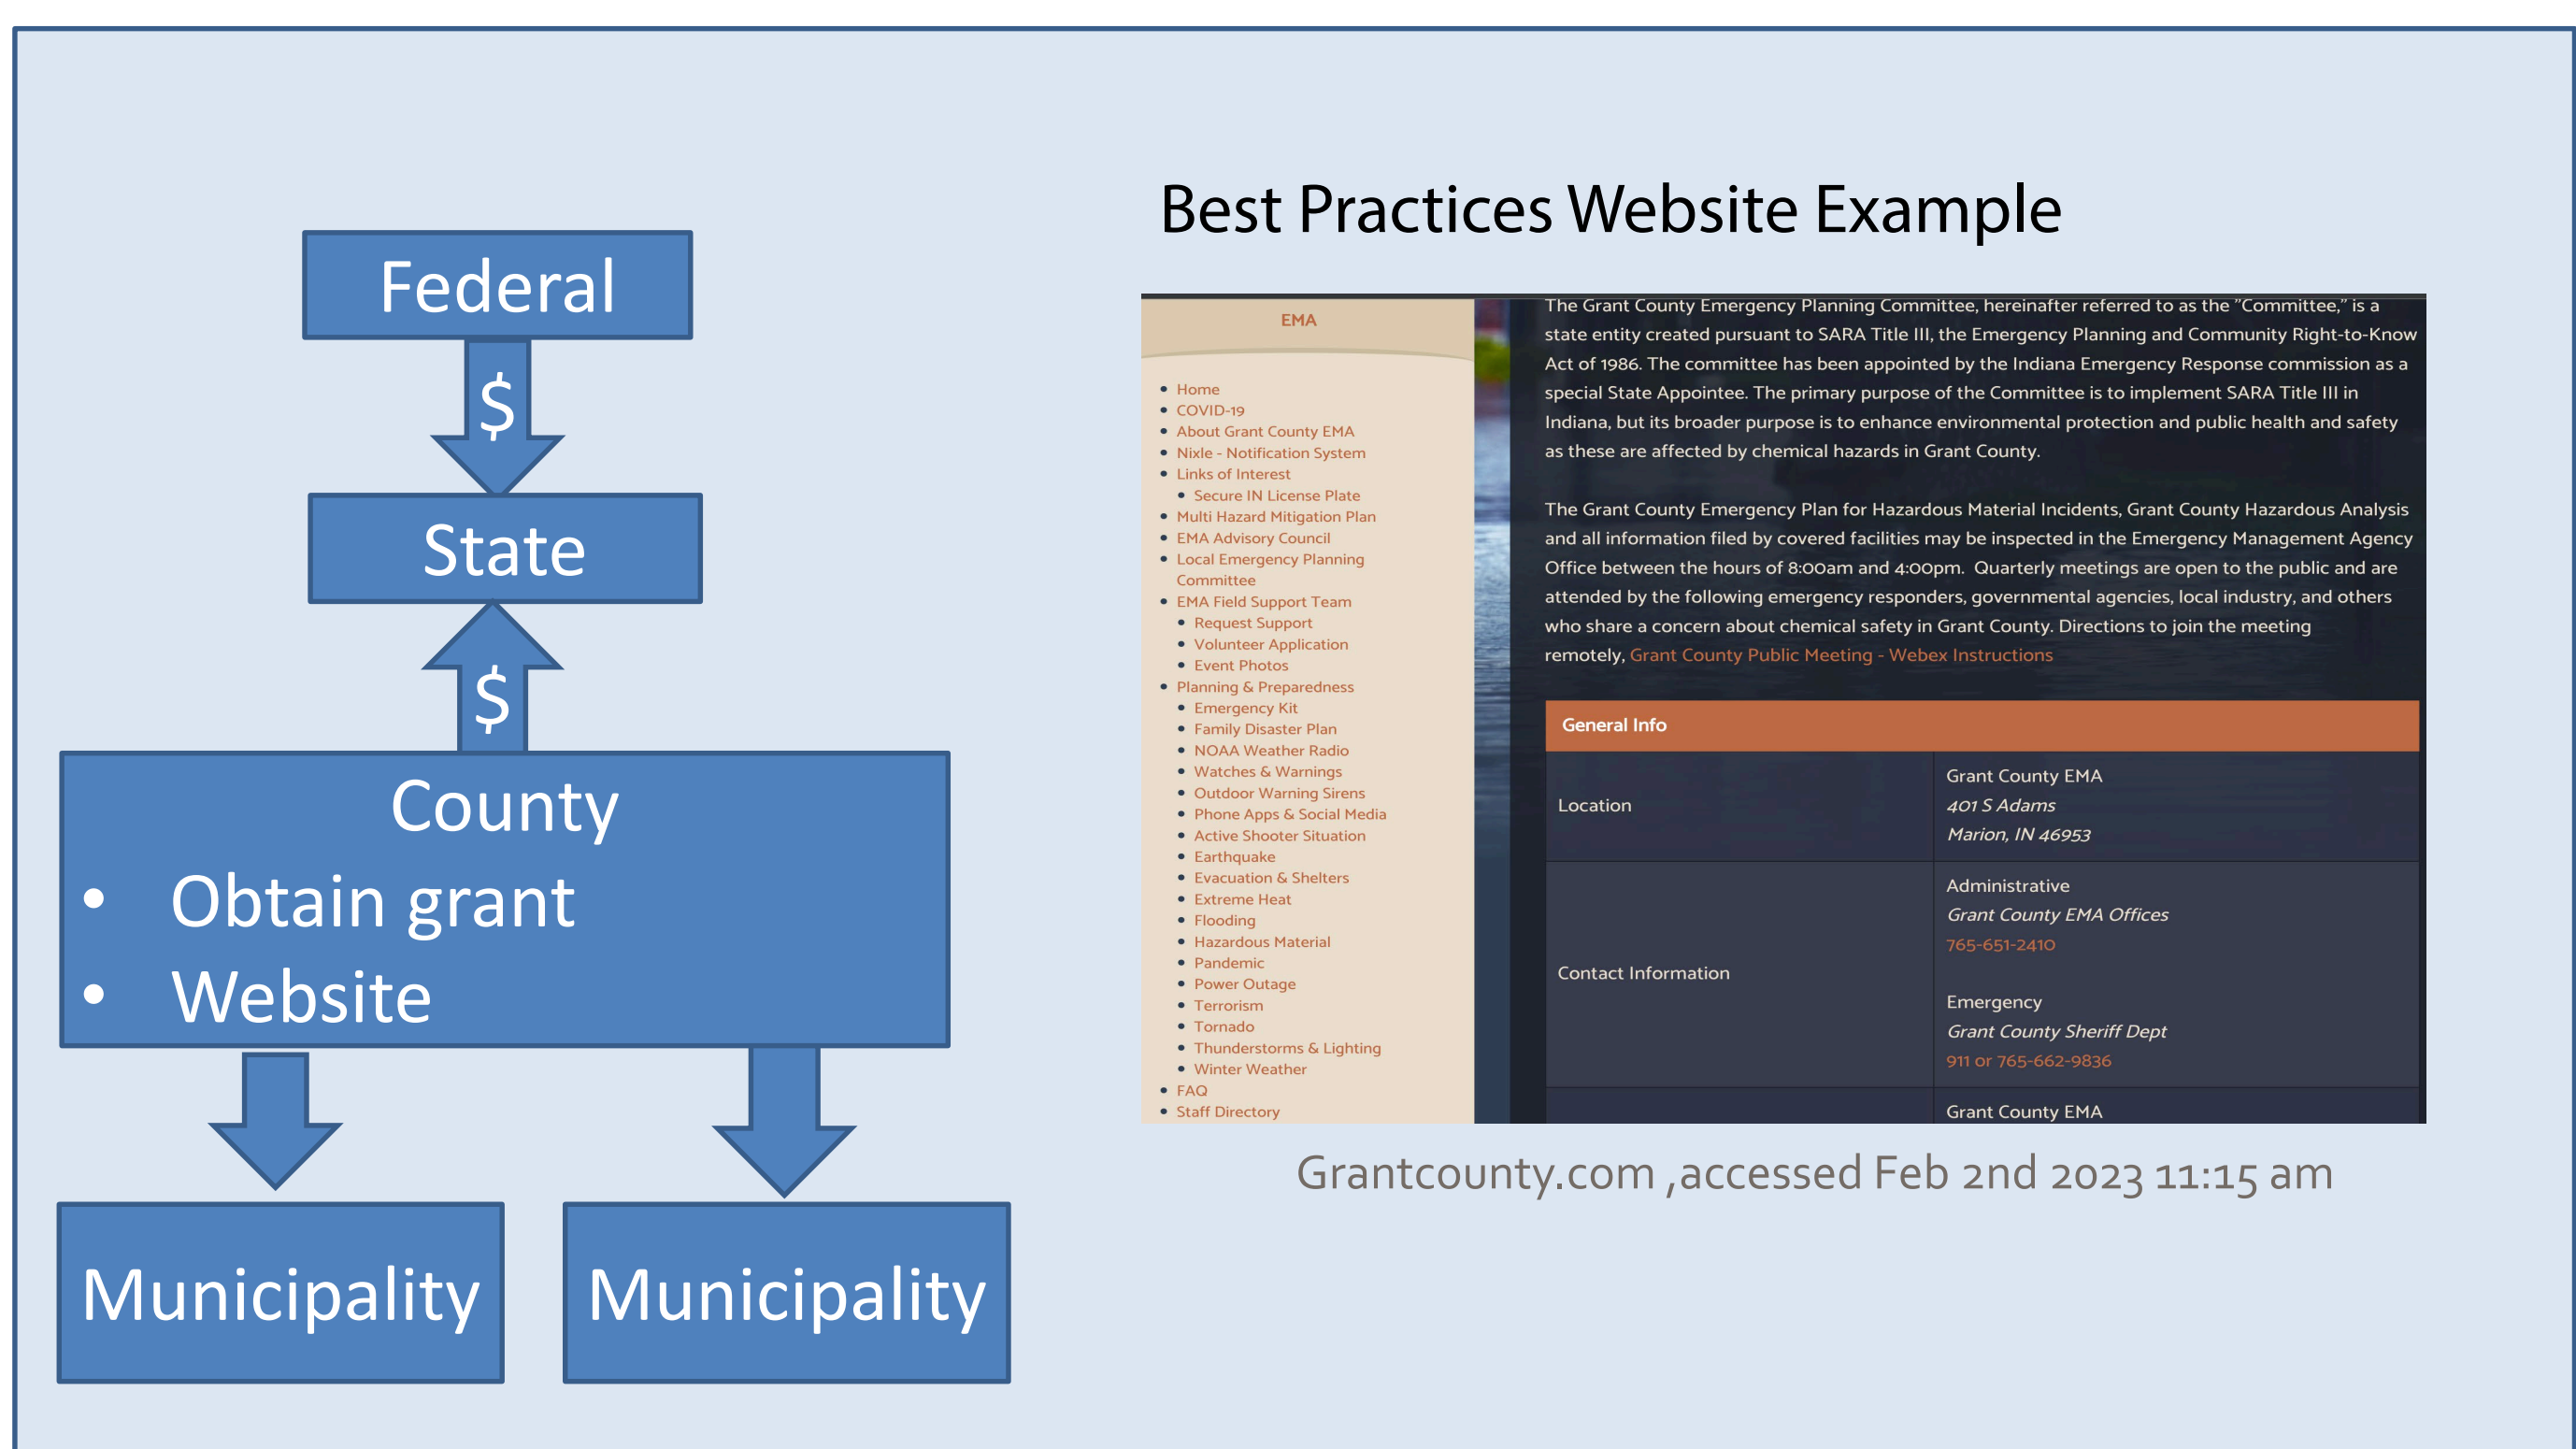 Federal
$
State
$
County
• Obtain grant
• Website
Municipality
Municipality
Best Practices Website Example
EMA
• Home
• COVID-19
• About Grant County EMA
• Nixle - Notification System
• Links of Interest
• Secure IN License Plate
• Multi Hazard Mitigation Plan
• EMA Advisory Council
• Local Emergency Planning
Committee
• EMA Field Support Team
• Request Support
• Volunteer Application
• Event Photos
• Planning & Preparedness
• Emergency Kit
• Family Disaster Plan
• NOAA Weather Radio
• Watches & Warnings
• Outdoor Warning Sirens
• Phone Apps & Social Media
• Active Shooter Situation
• Earthquake
• Evacuation & Shelters
• Extreme Heat
• Flooding
• Hazardous Material
• Pandemic
• Power Outage
• Terrorism
• Tornado
• Thunderstorms & Lighting
• Winter Weather
• FAQ
• Staff Directory
The Grant County Emergency Planning Committee, hereinafter referred to as the "Committee," is a
state entity created pursuant to SARA Title III, the Emergency Planning and Community Right-to-Know
Act of 1986. The committee has been appointed by the Indiana Emergency Response commission as a
special State Appointee. The primary purpose of the Committee is to implement SARA Title III in
Indiana, but its broader purpose is to enhance environmental protection and public health and safety
as these are affected by chemical hazards in Grant County.
The Grant County Emergency Plan for Hazardous Material Incidents, Grant County Hazardous Analysis
and all information filed by covered facilities may be inspected in the Emergency Management Agency
Office between the hours of 8:00am and 4:00pm. Quarterly meetings are open to the public and are
attended by the following emergency responders, governmental agencies, local industry, and others
who share a concern about chemical safety in Grant County. Directions to join the meeting
remotely, Grant County Public Meeting - Webex Instructions
General Info
Location
Grant County EMA
401 S Adams
Marion, IN 46953
Contact Information
Administrative
Grant County EMA Offices
765-651-2410
Emergency
Grant County Sheriff Dept
911 or 765-662-9836
Grant County EMA
Grantcounty.com ,accessed Feb 2nd 2023 11:15 am